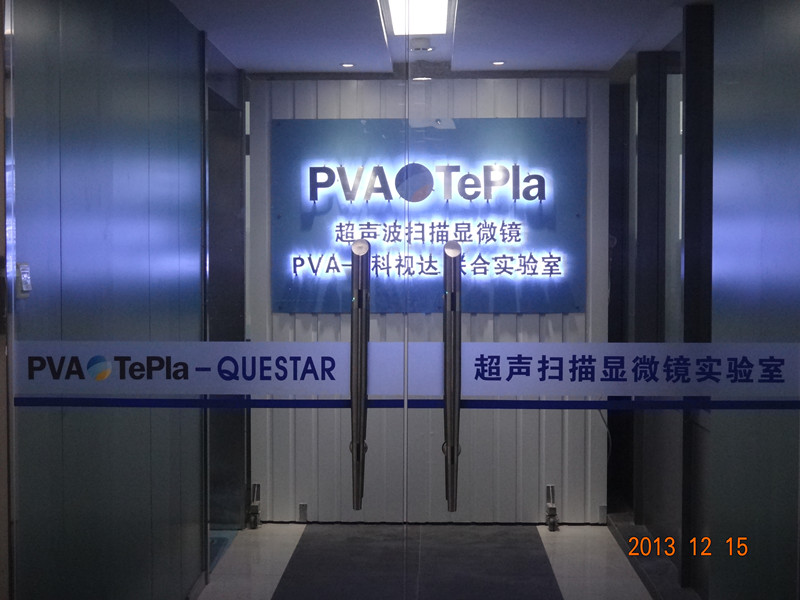 PVA TePla
超声波扫描显微镜
PVA- 科视达 合实验室
PVA TePla - QUESTAR
超声扫描显微镜实验室
2013 12 15